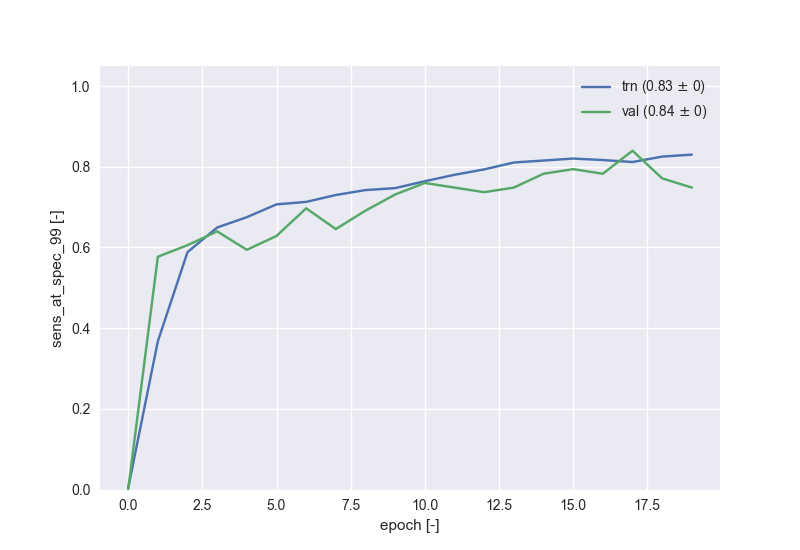 1.0
0.8
0.6
0.4
0.2
0.0
sens_at_spec_99 [-]
trn (0.83 ± 0)
val (0.84 ± 0)
0.0 2.5 5.0 7.5 10.0 12.5 15.0 17.5
epoch [-]